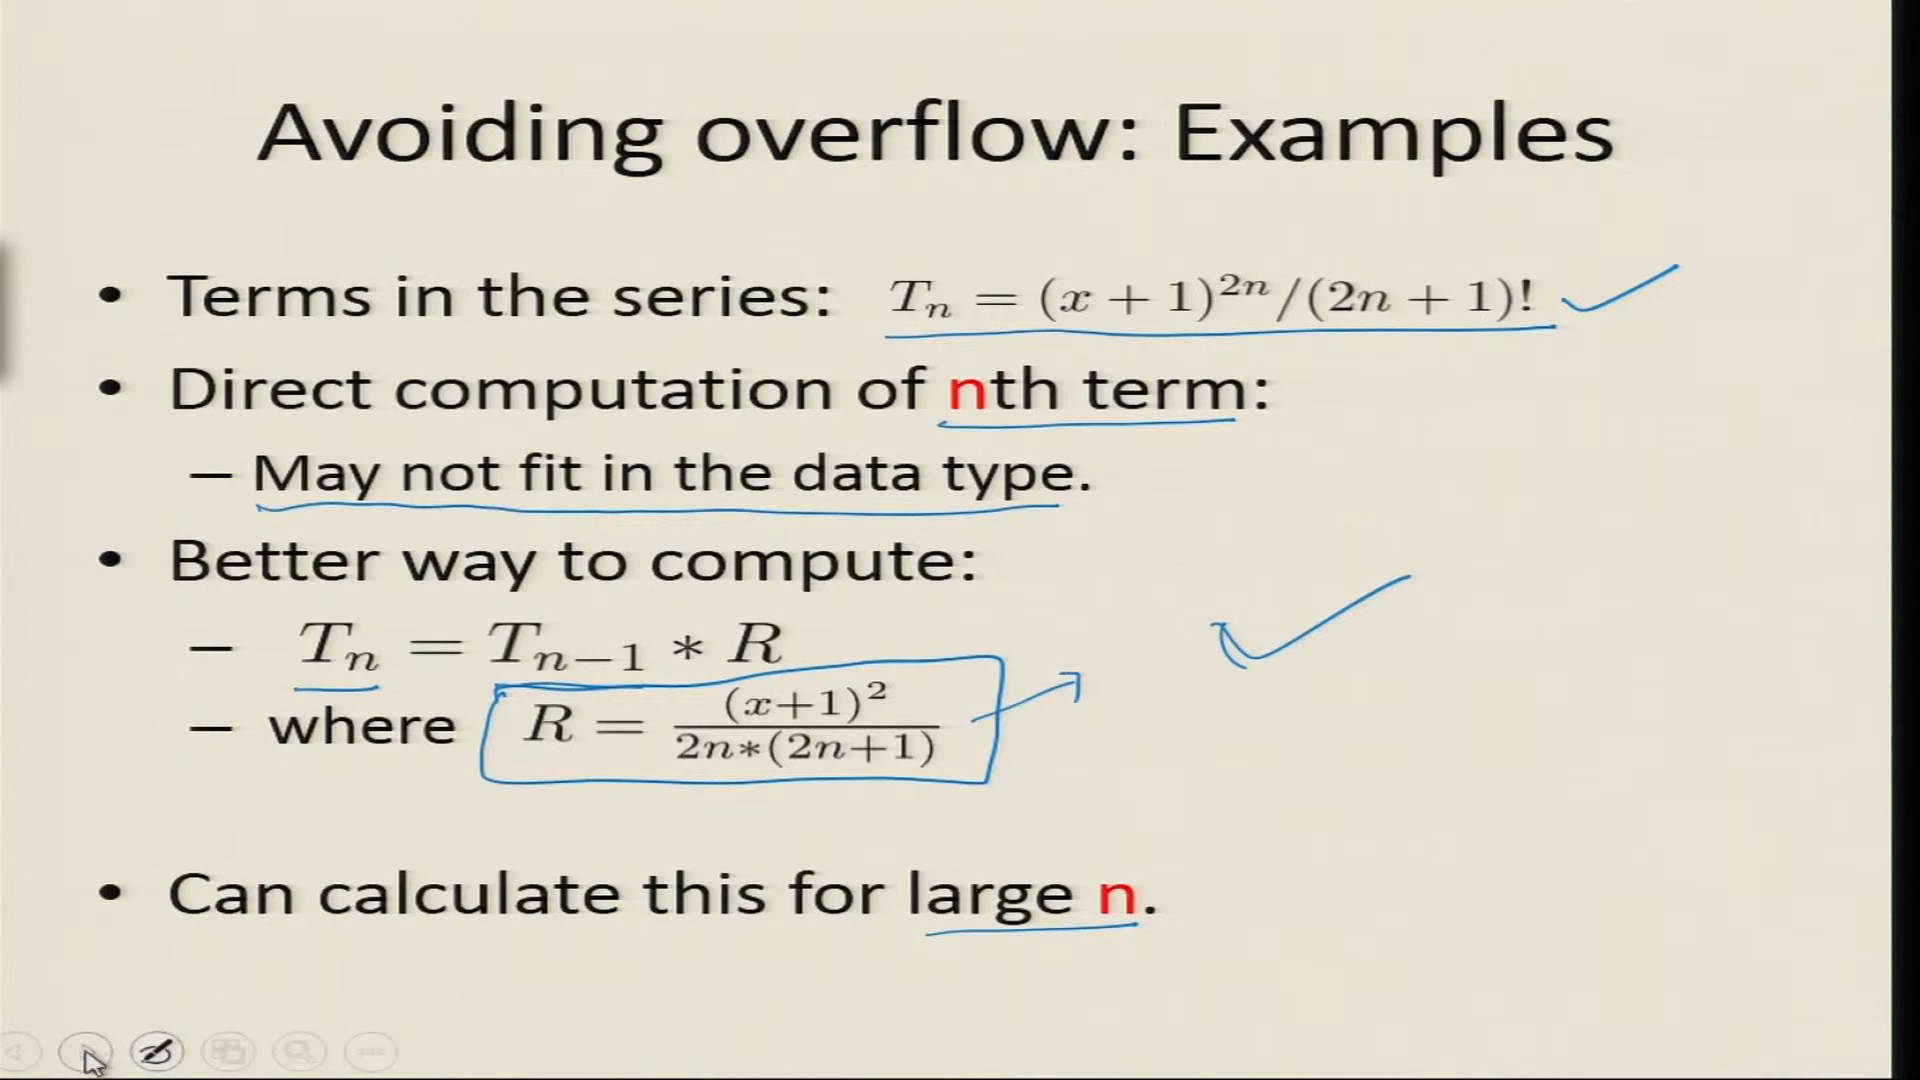 Avoiding overflow: Examples
• Terms in the series: Tₙ = (x + 1)²ⁿ/(2n + 1)!
• Direct computation of nth term:
– May not fit in the data type.
• Better way to compute:
– Tₙ = Tₙ₋₁ * R
– where R = (x+1)² / 2n*(2n+1)
• Can calculate this for large n.